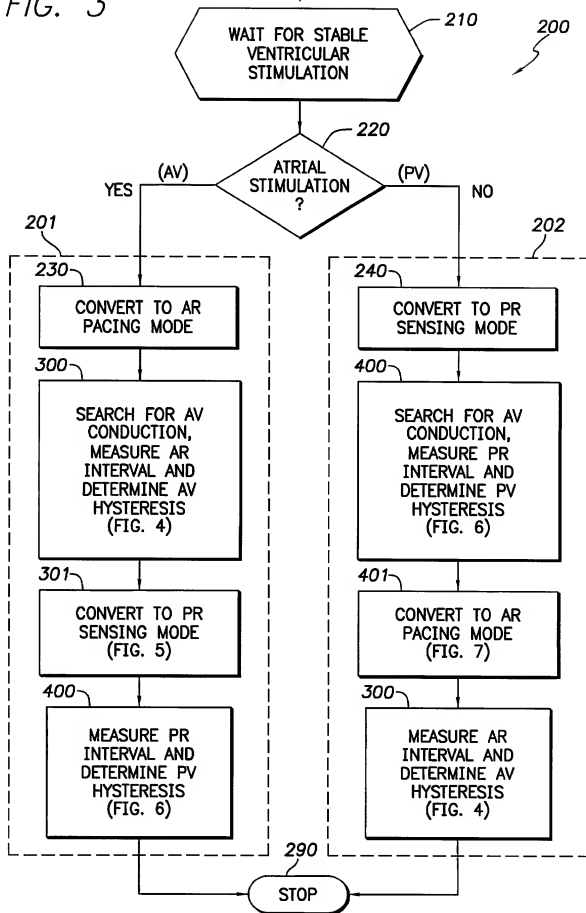 FIG. 3
210
200
WAIT FOR STABLE
VENTRICULAR
STIMULATION
220
ATRIAL
STIMULATION
?
(AV)
YES
(PV)
NO
201
230
CONVERT TO AR
PACING MODE
300
SEARCH FOR AV
CONDUCTION,
MEASURE AR
INTERVAL AND
DETERMINE AV
HYSTERESIS
(FIG. 4)
301
CONVERT TO PR
SENSING MODE
(FIG. 5)
400
MEASURE PR
INTERVAL AND
DETERMINE PV
HYSTERESIS
(FIG. 6)
202
240
CONVERT TO PR
SENSING MODE
400
SEARCH FOR AV
CONDUCTION,
MEASURE PR
INTERVAL AND
DETERMINE PV
HYSTERESIS
(FIG. 6)
401
CONVERT TO AR
PACING MODE
(FIG. 7)
300
MEASURE AR
INTERVAL AND
DETERMINE AV
HYSTERESIS
(FIG. 4)
290
STOP